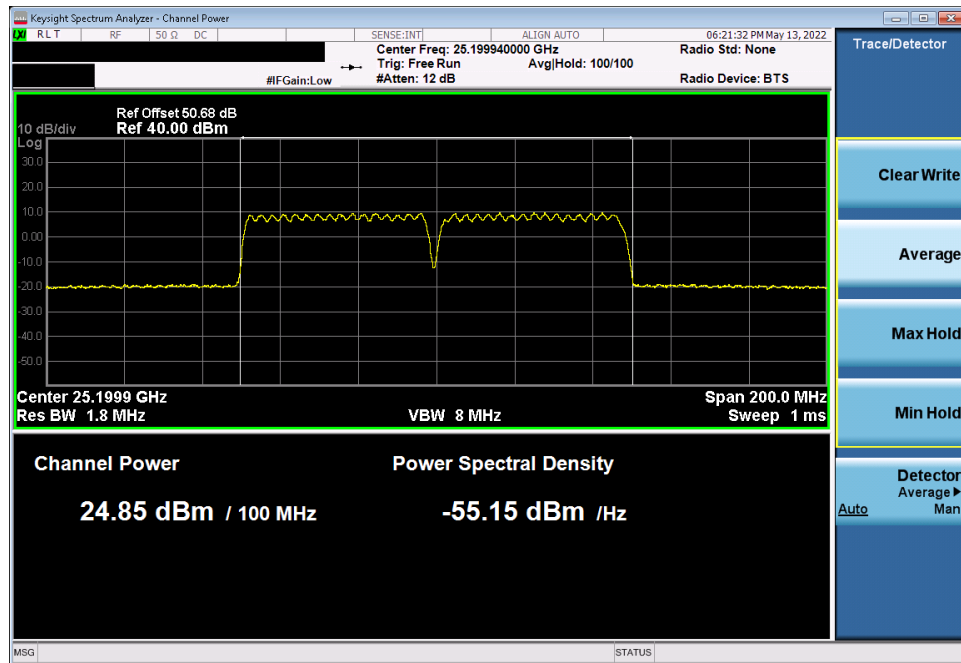 Keysight Spectrum Analyzer - Channel Power
LXI RLT RF 50 Ω DC SENSE:INT ALIGN AUTO 06:21:32 PM May 13, 2022
Center Freq: 25.199940000 GHz Radio Std: None
Trig: Free Run Avg|Hold: 100/100
#IFGain:Low #Atten: 12 dB Radio Device: BTS
Ref Offset 50.68 dB
10 dB/div Ref 40.00 dBm
Log
30.0
20.0
10.0
0.00
-10.0
-20.0
-30.0
-40.0
-50.0
Center 25.1999 GHz Span 200.0 MHz
Res BW 1.8 MHz VBW 8 MHz Sweep 1 ms
Channel Power Power Spectral Density
24.85 dBm / 100 MHz -55.15 dBm /Hz
Trace/Detector
Clear Write
Average
Max Hold
Min Hold
Detector
Average
Auto Man
MSG STATUS